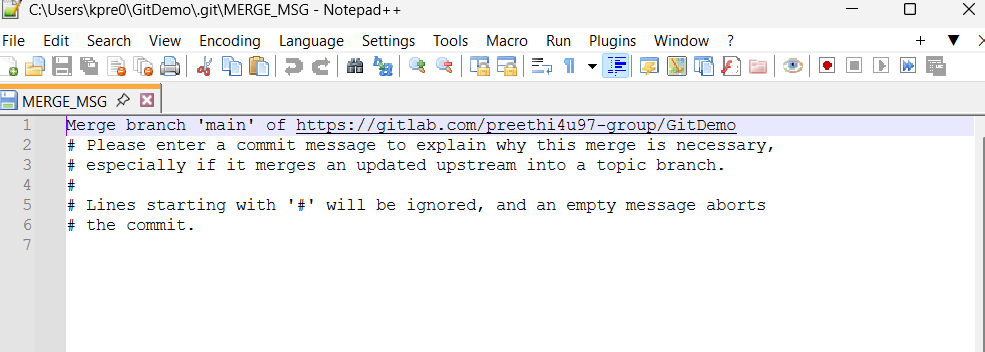 C:\Users\kpre0\GitDemo\.git\MERGE_MSG - Notepad++
File Edit Search View Encoding Language Settings Tools Macro Run Plugins Window ?
MERGE_MSG
1 Merge branch 'main' of https://gitlab.com/preethi4u97-group/GitDemo
2 # Please enter a commit message to explain why this merge is necessary,
3 # especially if it merges an updated upstream into a topic branch.
4 #
5 # Lines starting with '#' will be ignored, and an empty message aborts
6 # the commit.
7